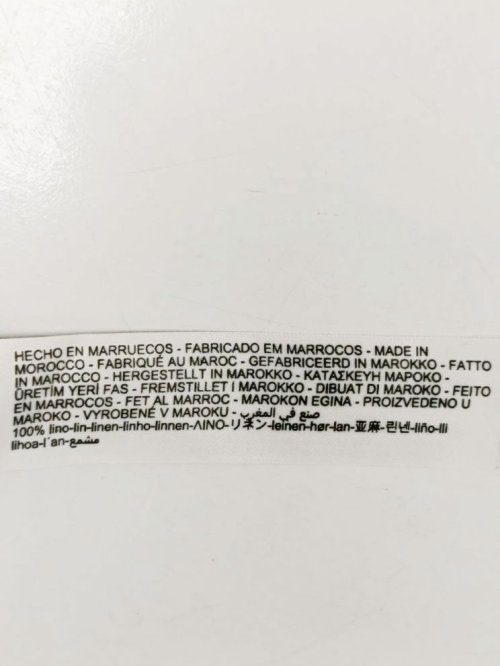 HECHO EN MARRUECOS - FABRICADO EM MARROCOS - MADE IN
MOROCCO - FABRIQUÉ AU MAROC - GEFABRICEERD IN MAROKKO - FATTO
IN MAROCCO - HERGESTELLT IN MAROKKO - ΚΑΤΑΣΚΕΥΗ ΜΑΡΟΚΟ -
ÜRETİM YERİ FAS - FREMSTILLET I MAROKKO - DIBUAT DI MAROKO - FEITO
EN MARROCOS - FET AL MARROC - MAROKON EGINA - PROIZVEDENO U
MAROKO - VYROBENÉ V MAROKU - صنع في المغرب
100% lino-lin-linen-linho-linnen-ΛΙΝΟ-リネン-leinen-hør-lan-亚麻-린넨-liño-lli
lihoa-l´an-مشمع